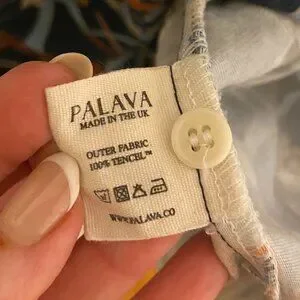 PALAVA
MADE IN THE UK
OUTER FABRIC
100% TENCEL™
WWW.PALAVA.CO